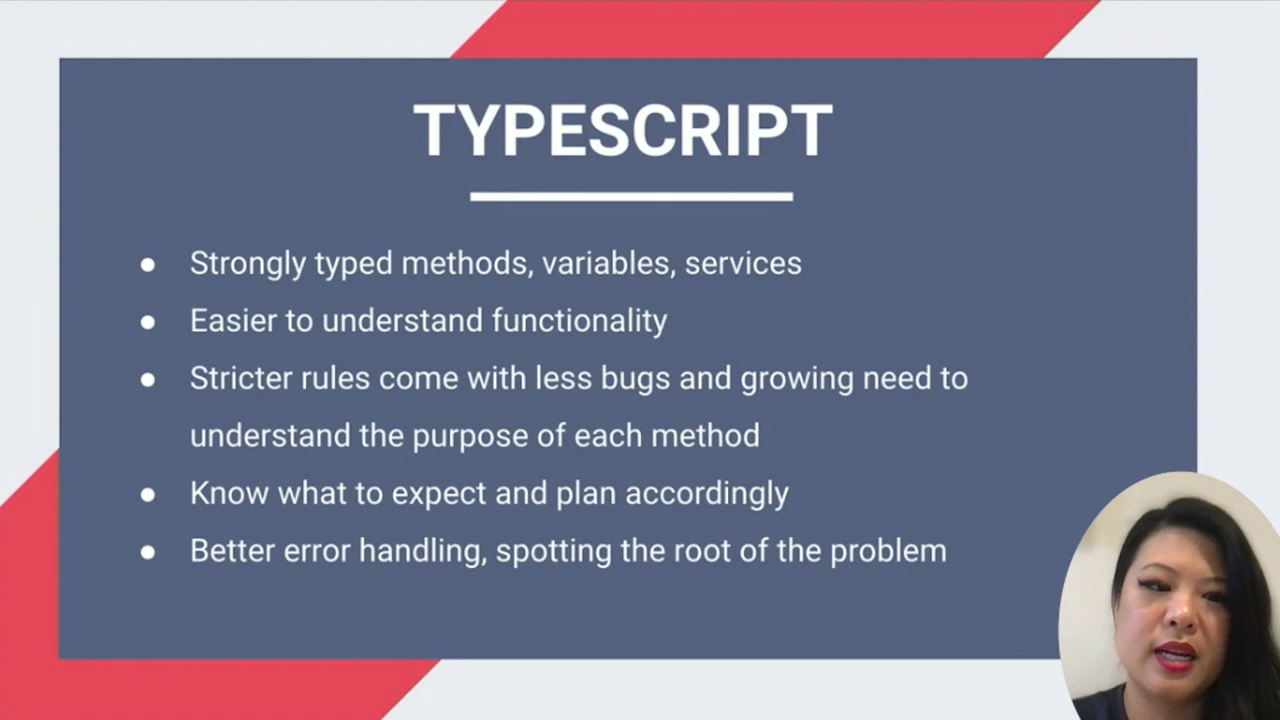 TYPESCRIPT
● Strongly typed methods, variables, services
● Easier to understand functionality
● Stricter rules come with less bugs and growing need to
understand the purpose of each method
● Know what to expect and plan accordingly
● Better error handling, spotting the root of the problem